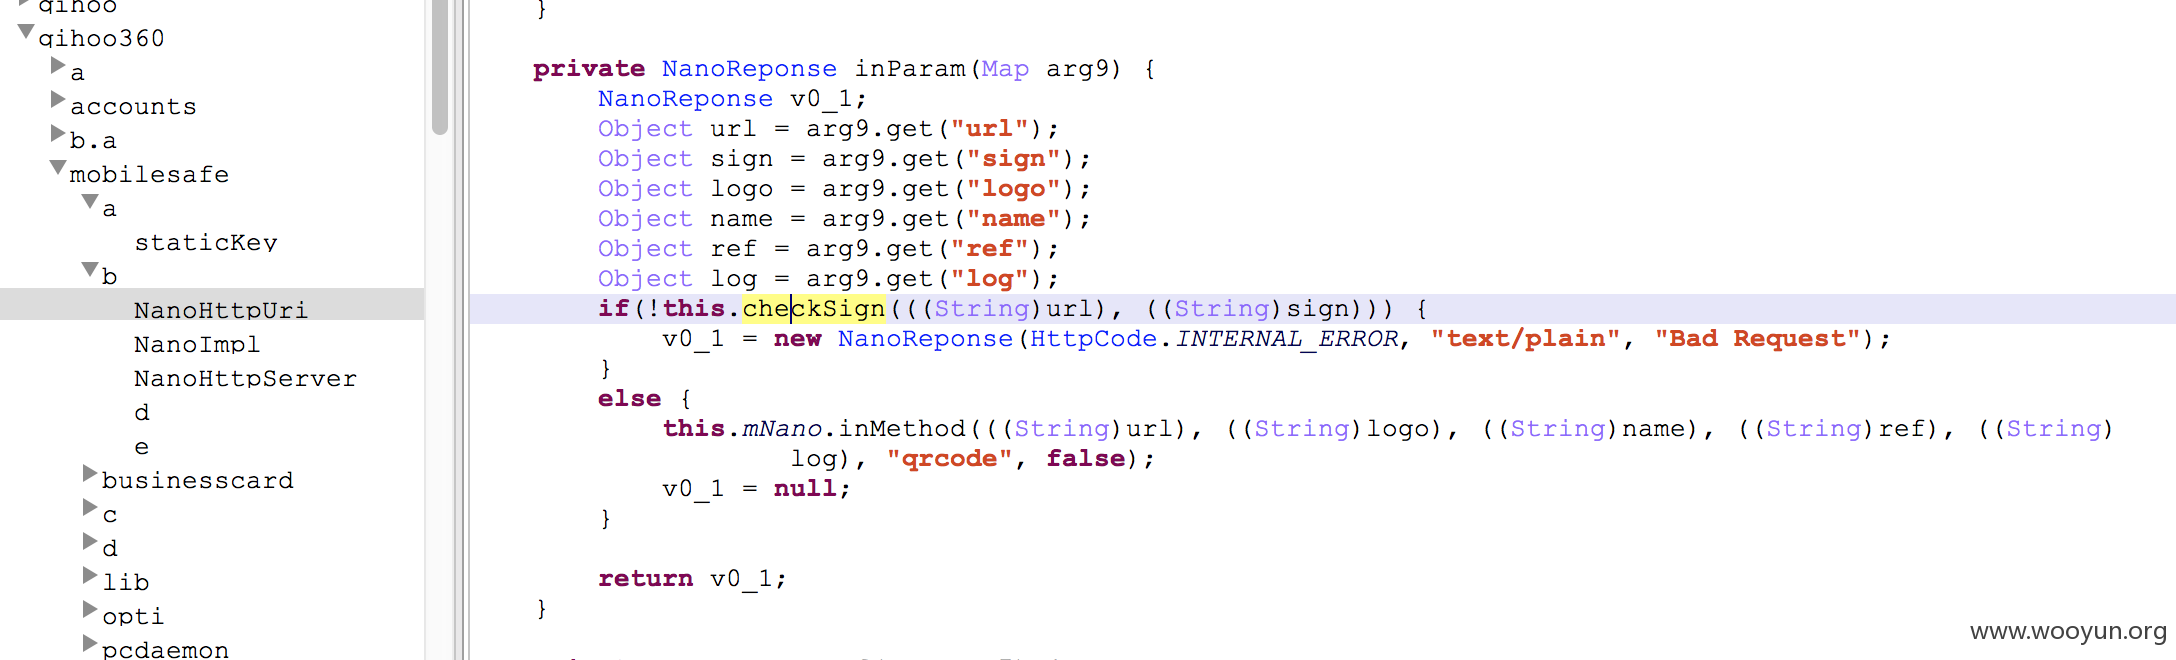 qihoo
qihoo360
a
accounts
b.a
mobilesafe
a
staticKey
b
NanoHttpUri
NanoImpl
NanoHttpServer
d
e
businesscard
c
d
lib
opti
pcdaemon
}
private NanoReponse inParam(Map arg9) {
NanoReponse v0_1;
Object url = arg9.get("url");
Object sign = arg9.get("sign");
Object logo = arg9.get("logo");
Object name = arg9.get("name");
Object ref = arg9.get("ref");
Object log = arg9.get("log");
if(!this.checkSign(((String)url), ((String)sign))) {
v0_1 = new NanoReponse(HttpCode.INTERNAL_ERROR, "text/plain", "Bad Request");
}
else {
this.mNano.inMethod(((String)url), ((String)logo), ((String)name), ((String)ref), ((String)
log), "qrcode", false);
v0_1 = null;
}
return v0_1;
}
www.wooyun.org